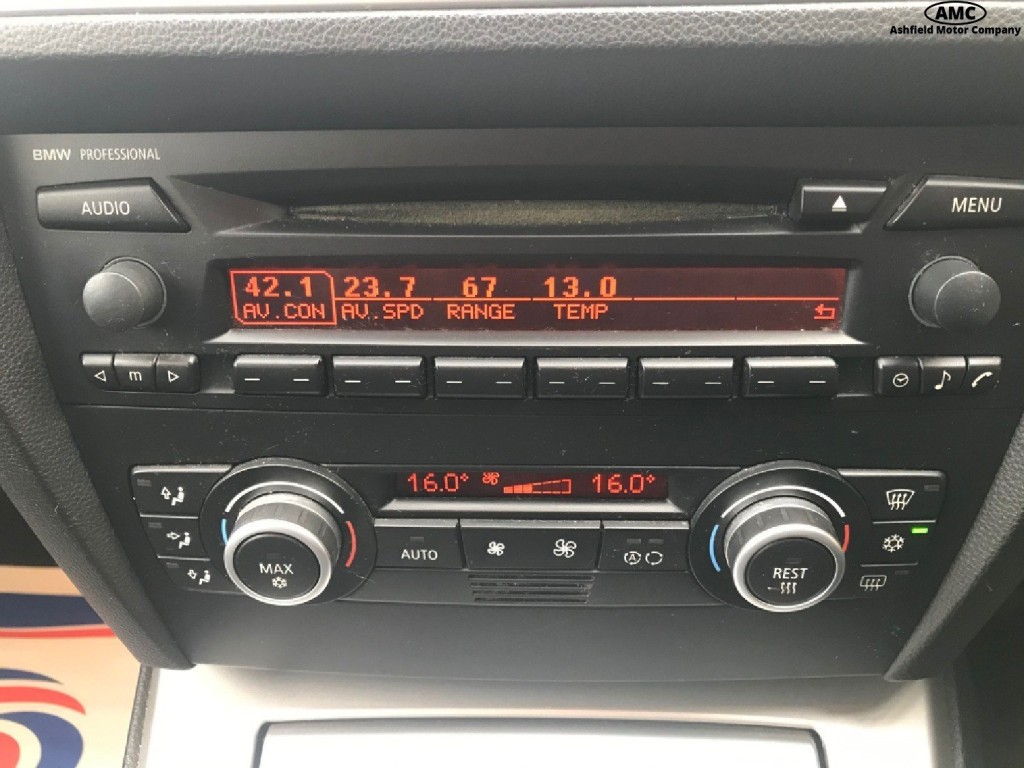 AMC
Ashfield Motor Company
BMW PROFESSIONAL
AUDIO
MENU
42.1 23.7 67 13.0
AV.CON AV.SPD RANGE TEMP
m
16.0° 16.0°
AUTO
A
MAX
REST